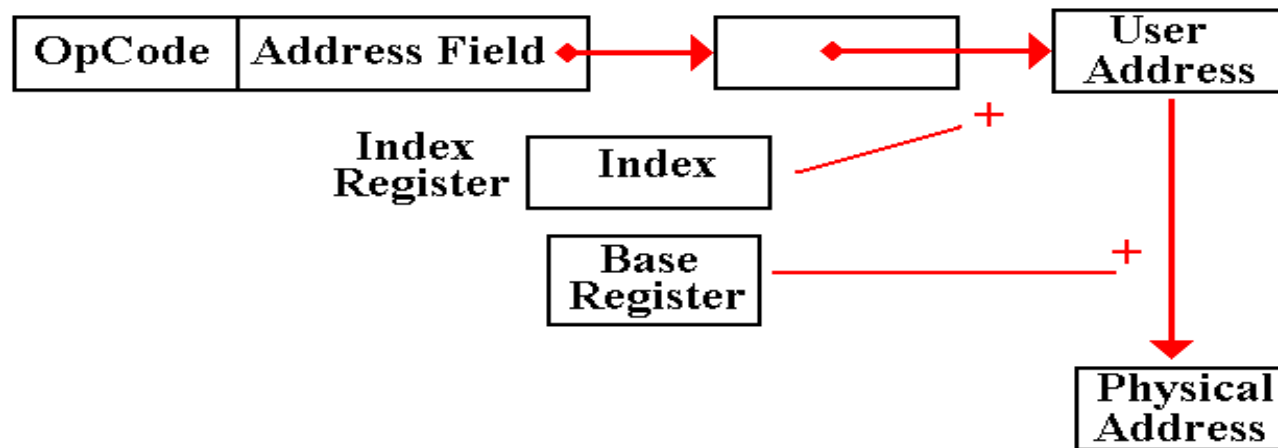 OpCode
Address Field
User
Address
+
Index
Register
Index
+
Base
Register
Physical
Address